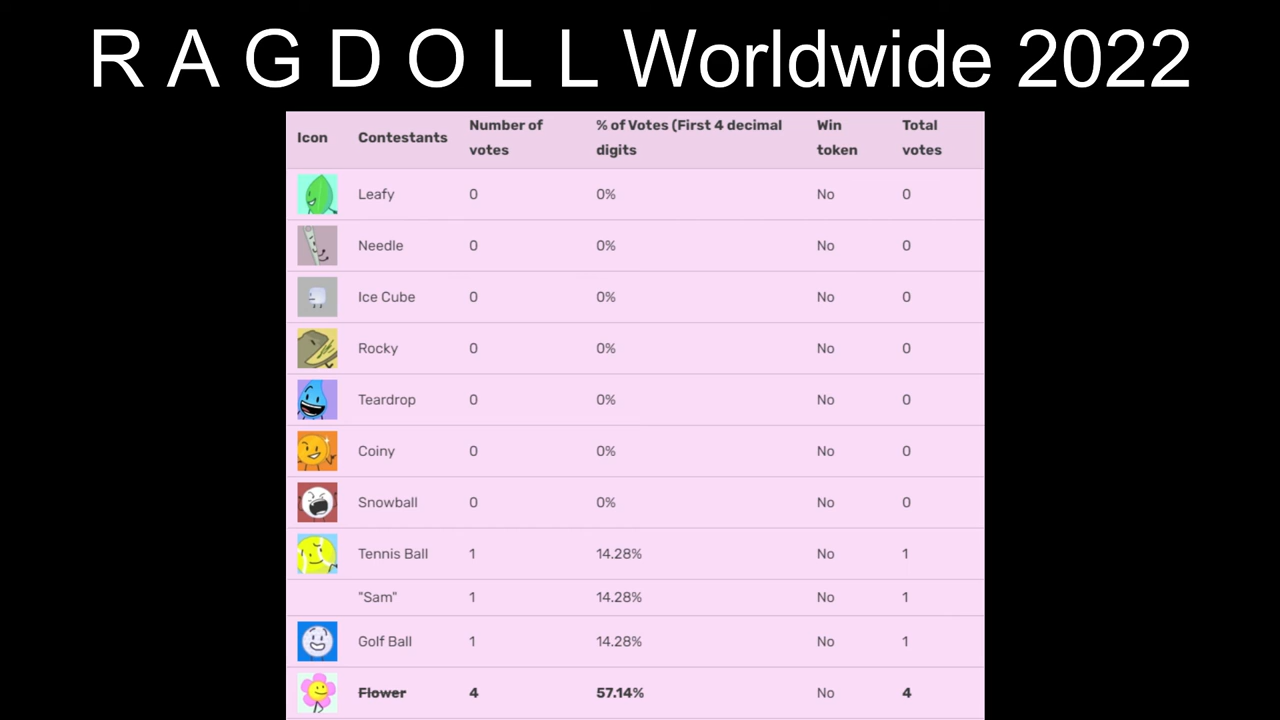 R A G D O L L Worldwide 2022
Icon Contestants Number of votes % of Votes (First 4 decimal digits Win token Total votes
Leafy 0 0% No 0
Needle 0 0% No 0
Ice Cube 0 0% No 0
Rocky 0 0% No 0
Teardrop 0 0% No 0
Coiny 0 0% No 0
Snowball 0 0% No 0
Tennis Ball 1 14.28% No 1
"Sam" 1 14.28% No 1
Golf Ball 1 14.28% No 1
Flower 4 57.14% No 4